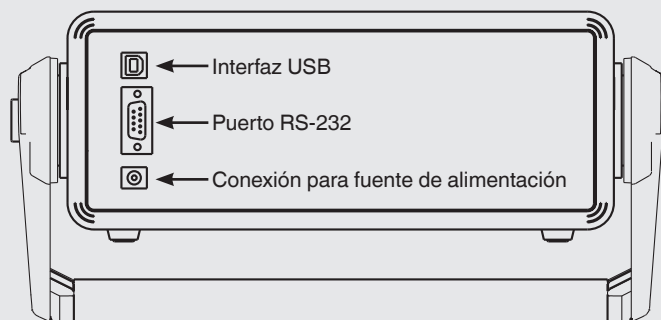 Interfaz USB
Puerto RS-232
Conexión para fuente de alimentación